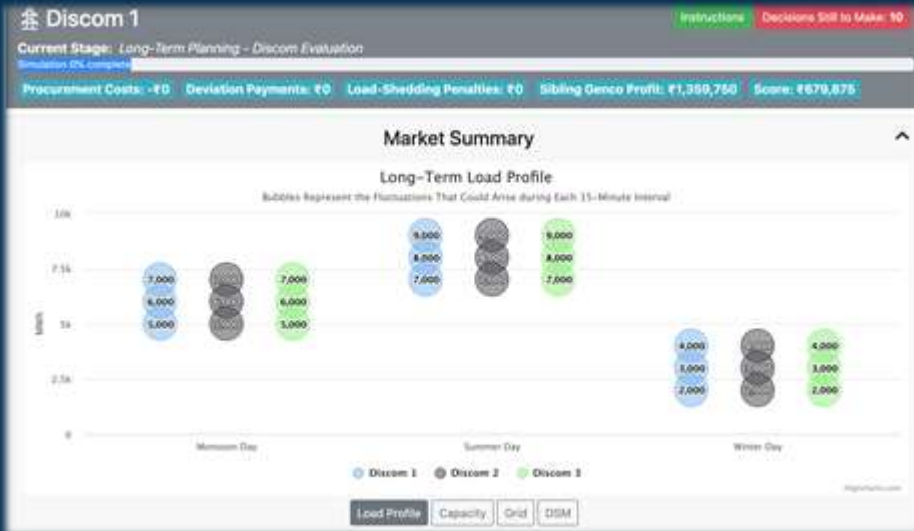 Discom 1
Instructions
Decisions Still to Make: 10
Current Stage: Long-Term Planning - Discom Evaluation
Simulation 0% complete
Procurement Costs: -₹0 Deviation Payments: ₹0 Load-Shedding Penalties: ₹0 Sibling Genco Profit: ₹1,359,750 Score: ₹679,875
Market Summary
Long-Term Load Profile
Bubbles Represent the Fluctuations That Could Arise during Each 15-Minute Interval
10k
7.5k
5k
2.5k
0
MWh
7,000 7,000
6,000 6,000
5,000 5,000
9,000 9,000
8,000 8,000
7,000 7,000
4,000 4,000
3,000 3,000
2,000 2,000
Monsoon Day Summer Day Winter Day
Discom 1 Discom 2 Discom 3
Highcharts.com
Load Profile Capacity Grid DSM